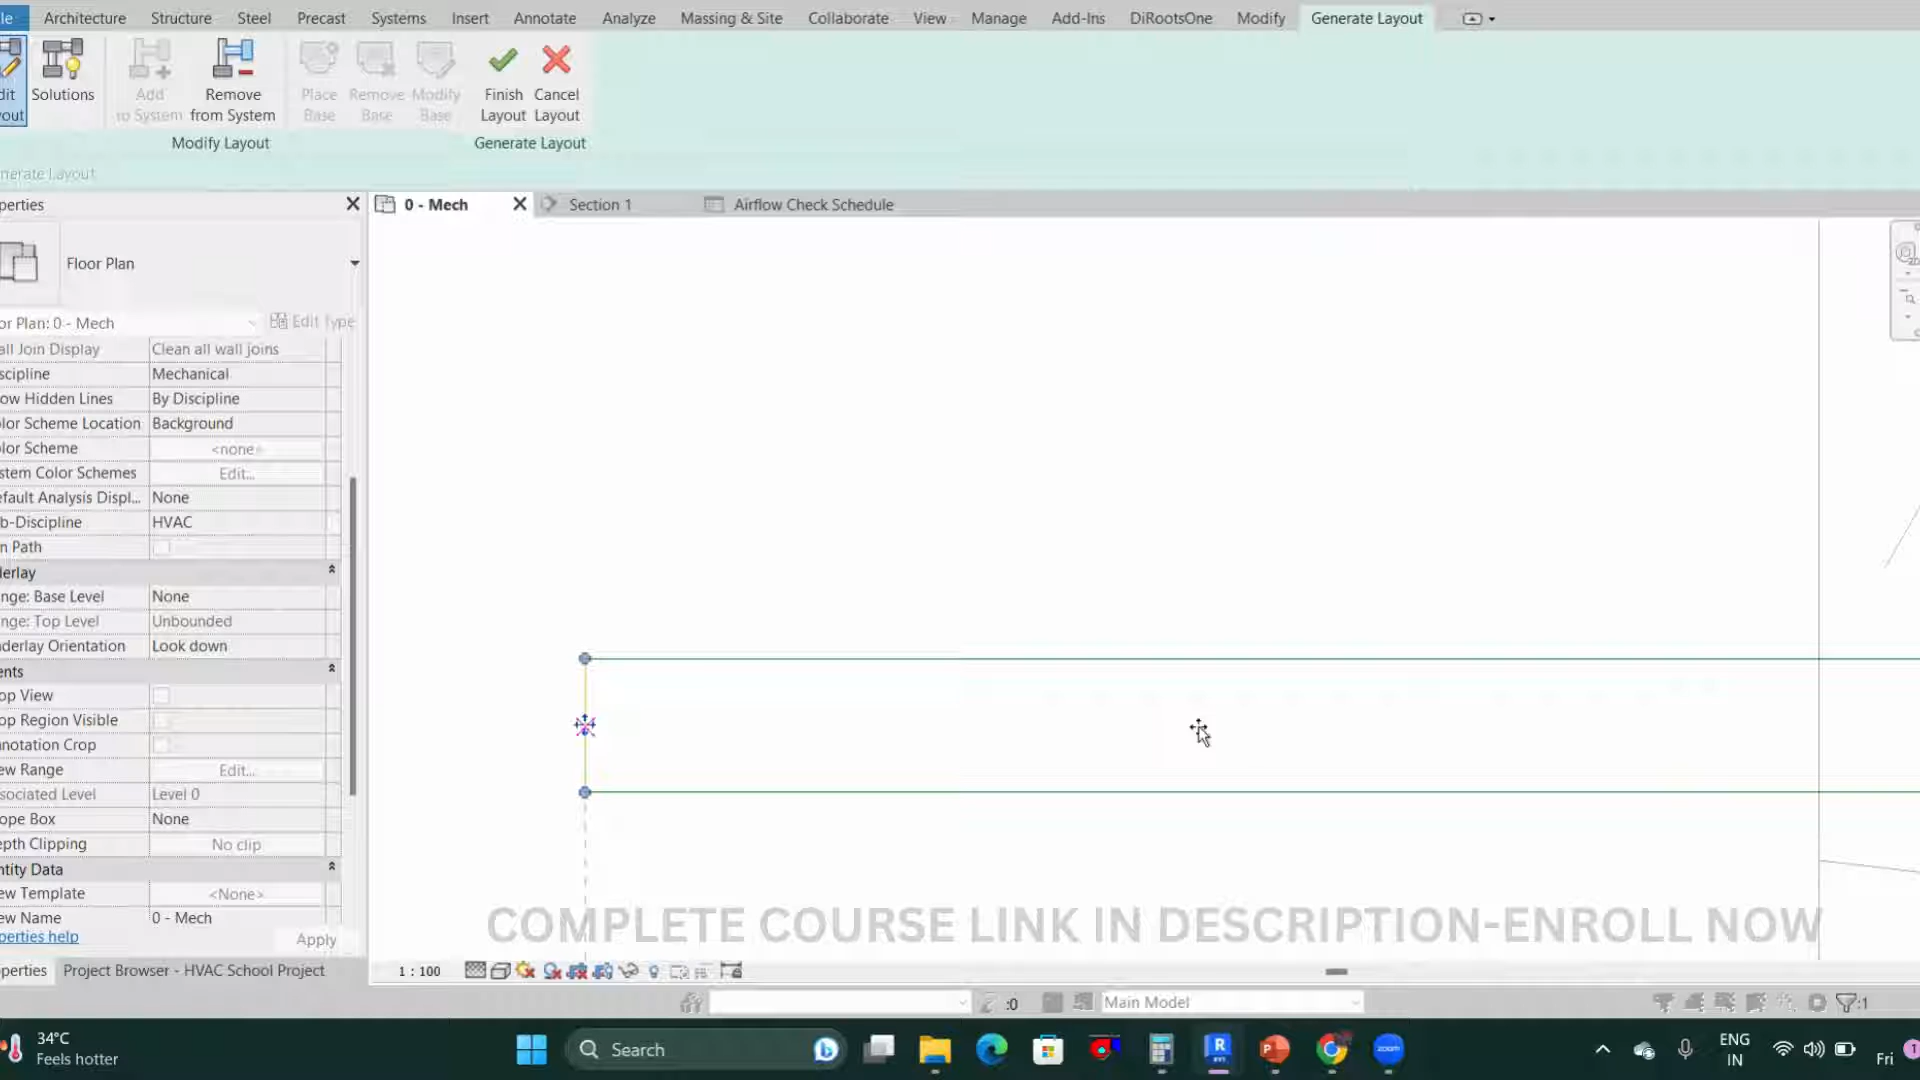 le Architecture Structure Steel Precast Systems Insert Annotate Analyze Massing & Site Collaborate View Manage Add-Ins DiRootsOne Modify Generate Layout
dit Solutions Add Remove Place Remove Modify Finish Cancel
yout to System from System Base Base Base Layout Layout
Modify Layout Generate Layout
nerate Layout
perties 0 - Mech Section 1 Airflow Check Schedule
Floor Plan
or Plan: 0 - Mech Edit Type
all Join Display Clean all wall joins
scipline Mechanical
ow Hidden Lines By Discipline
olor Scheme Location Background
olor Scheme <none>
stem Color Schemes Edit...
efault Analysis Displ... None
b-Discipline HVAC
n Path
derlay
nge: Base Level None
nge: Top Level Unbounded
nderlay Orientation Look down
ents
op View
op Region Visible
nnotation Crop
ew Range Edit...
sociated Level Level 0
ope Box None
epth Clipping No clip
ntity Data
ew Template <None>
ew Name 0 - Mech
perties help Apply
COMPLETE COURSE LINK IN DESCRIPTION-ENROLL NOW
perties Project Browser - HVAC School Project 1 : 100
:0 Main Model :1
34°C
Feels hotter
Search
zoom
ENG
IN
Fri